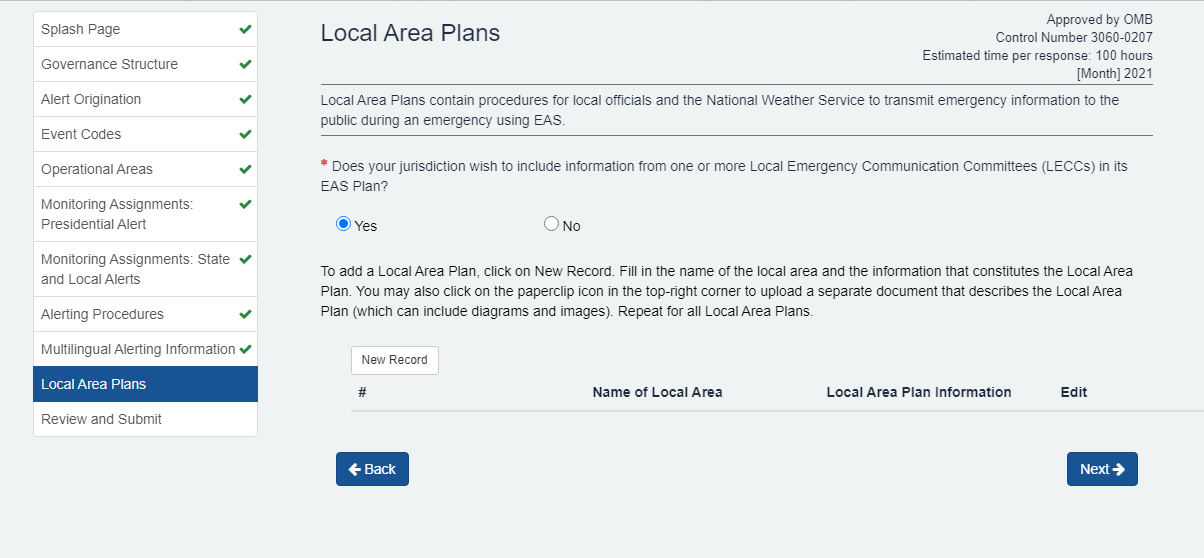 Splash Page
Governance Structure
Alert Origination
Event Codes
Operational Areas
Monitoring Assignments:
Presidential Alert
Monitoring Assignments: State
and Local Alerts
Alerting Procedures
Multilingual Alerting Information
Local Area Plans
Review and Submit
Local Area Plans
Approved by OMB
Control Number 3060-0207
Estimated time per response: 100 hours
[Month] 2021
Local Area Plans contain procedures for local officials and the National Weather Service to transmit emergency information to the
public during an emergency using EAS.
* Does your jurisdiction wish to include information from one or more Local Emergency Communication Committees (LECCs) in its
EAS Plan?
Yes No
To add a Local Area Plan, click on New Record. Fill in the name of the local area and the information that constitutes the Local Area
Plan. You may also click on the paperclip icon in the top-right corner to upload a separate document that describes the Local Area
Plan (which can include diagrams and images). Repeat for all Local Area Plans.
New Record
# Name of Local Area Local Area Plan Information Edit
Back Next